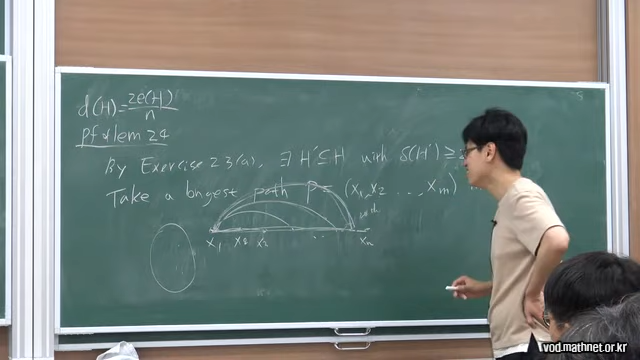 d(H) = 2e(H)/n
Pf of lem 24
By Exercise 23(a), ∃ H' ⊆ H with δ(H') ≥
Take a longest path P = (x₁, x₂ ..., xₘ)
x₁ x₂ ... xₘ
vod.mathnet.or.kr